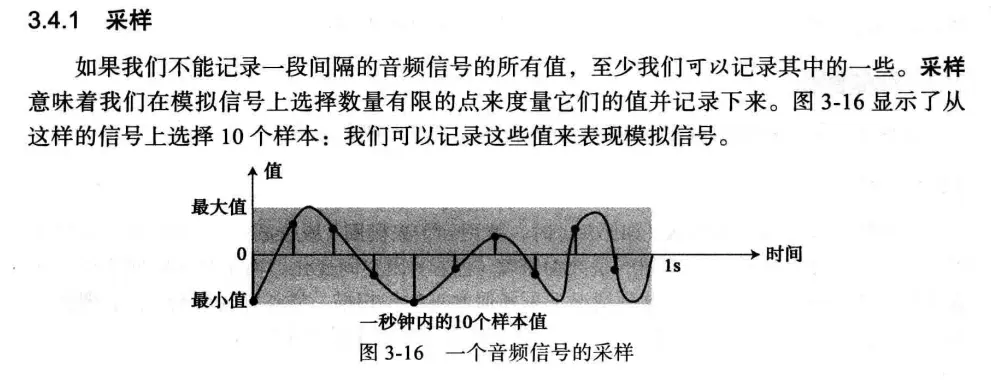 3.4.1 采样
如果我们不能记录一段间隔的音频信号的所有值，至少我们可以记录其中的一些。采样
意味着我们在模拟信号上选择数量有限的点来度量它们的值并记录下来。图 3-16 显示了从
这样的信号上选择 10 个样本：我们可以记录这些值来表现模拟信号。
值
最大值
0
时间
1s
最小值
一秒钟内的10个样本值
图 3-16 一个音频信号的采样